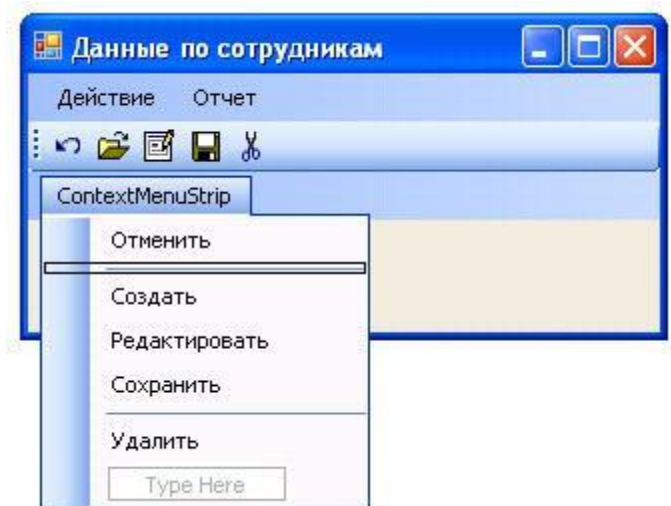 Данные по сотрудникам
Действие Отчет
ContextMenuStrip
Отменить
Создать
Редактировать
Сохранить
Удалить
Type Here